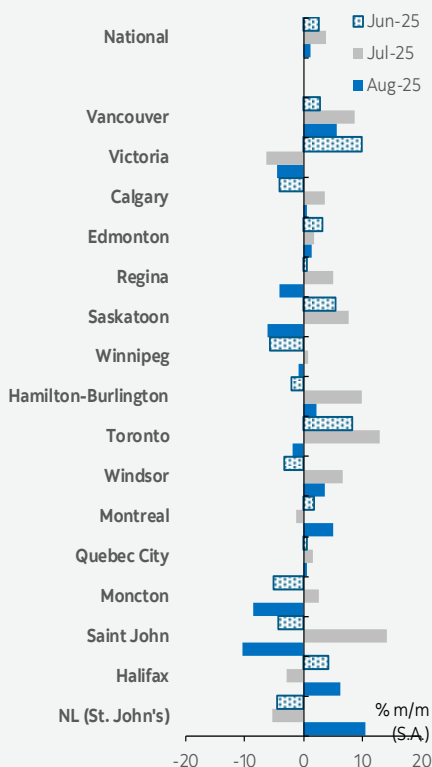 National
Jun-25
Jul-25
Aug-25
Vancouver
Victoria
Calgary
Edmonton
Regina
Saskatoon
Winnipeg
Hamilton-Burlington
Toronto
Windsor
Montreal
Quebec City
Moncton
Saint John
Halifax
NL (St. John's)
% m/m
(S.A.)
-20 -10 0 10 20